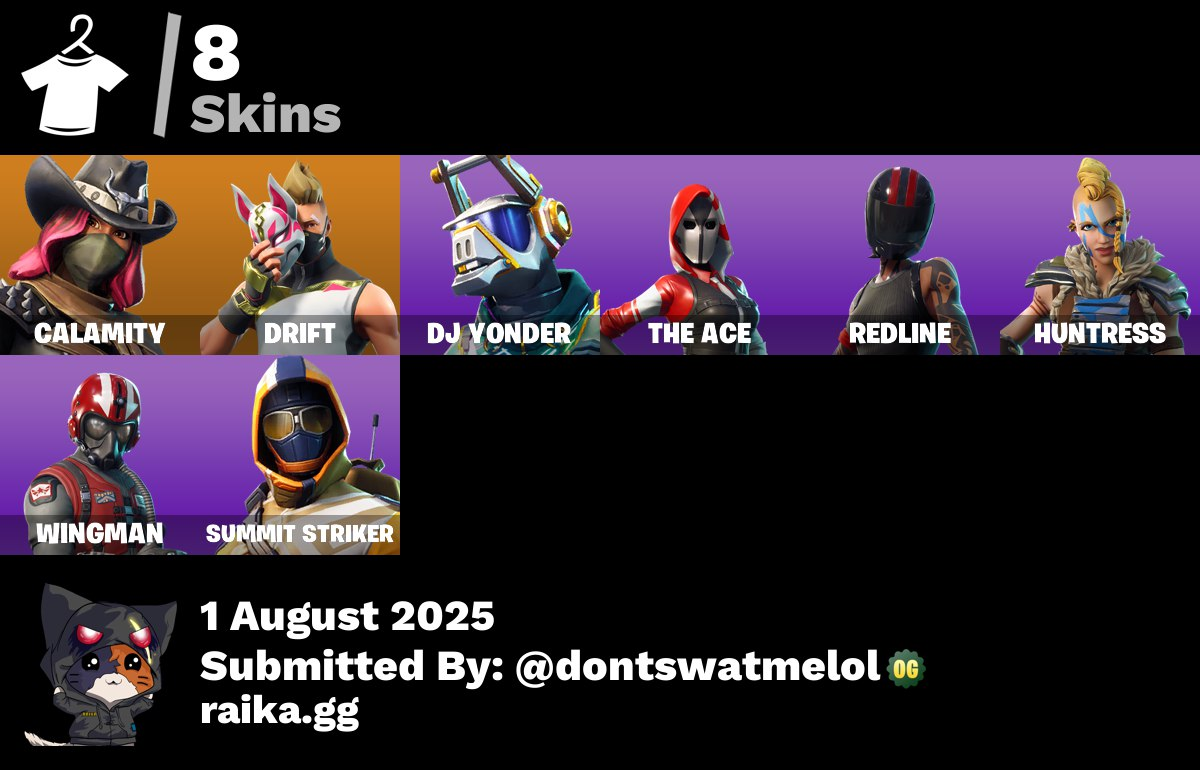 8
Skins
CALAMITY
DRIFT
DJ YONDER
THE ACE
REDLINE
HUNTRESS
WINGMAN
SUMMIT STRIKER
1 August 2025
Submitted By: @dontswatmelol OG
raika.gg